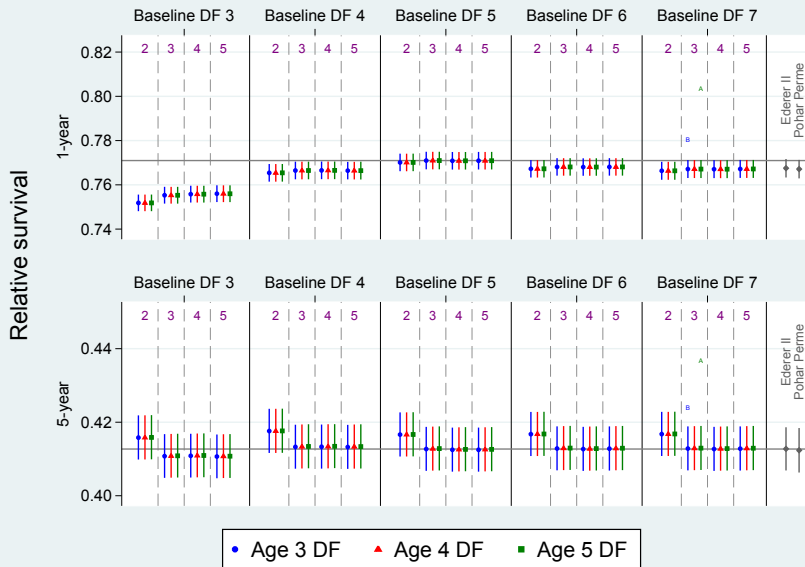 Baseline DF 3 Baseline DF 4 Baseline DF 5 Baseline DF 6 Baseline DF 7
0.82 2 3 4 5 2 3 4 5 2 3 4 5 2 3 4 5 2 3 4 5
0.80 A
0.78 B
0.76
0.74
1-year
Ederer II
Pohar Perme
Relative survival
Baseline DF 3 Baseline DF 4 Baseline DF 5 Baseline DF 6 Baseline DF 7
2 3 4 5 2 3 4 5 2 3 4 5 2 3 4 5 2 3 4 5
0.44 A
0.42 B
0.40
5-year
Ederer II
Pohar Perme
Age 3 DF Age 4 DF Age 5 DF